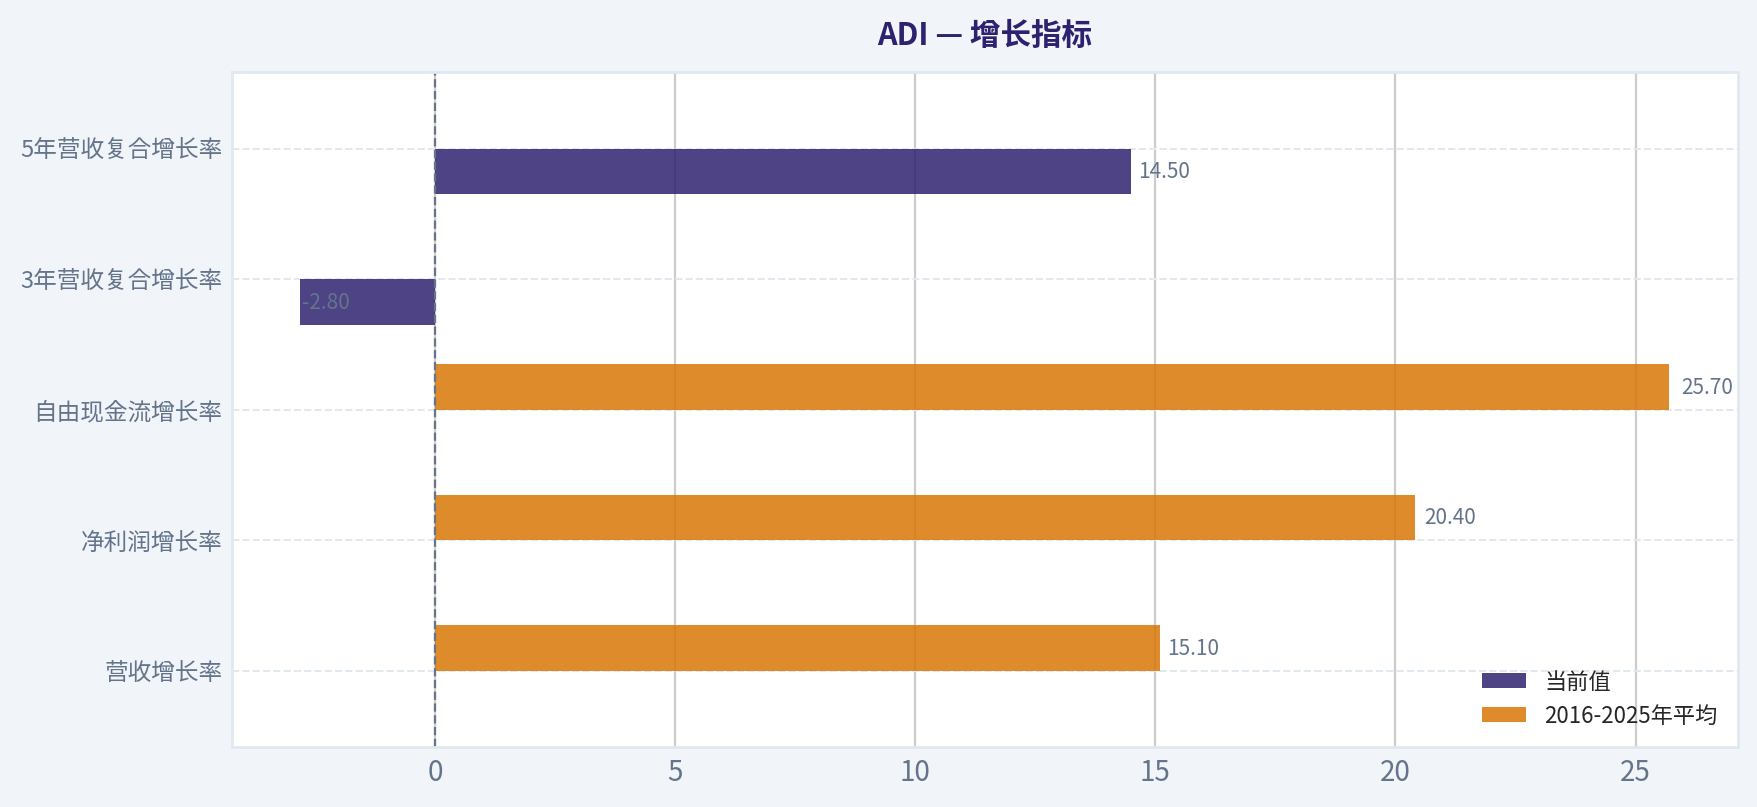 ADI — 增长指标
5年营收复合增长率
14.50
3年营收复合增长率
-2.80
自由现金流增长率
25.70
净利润增长率
20.40
营收增长率
15.10
当前值
2016-2025年平均
0 5 10 15 20 25